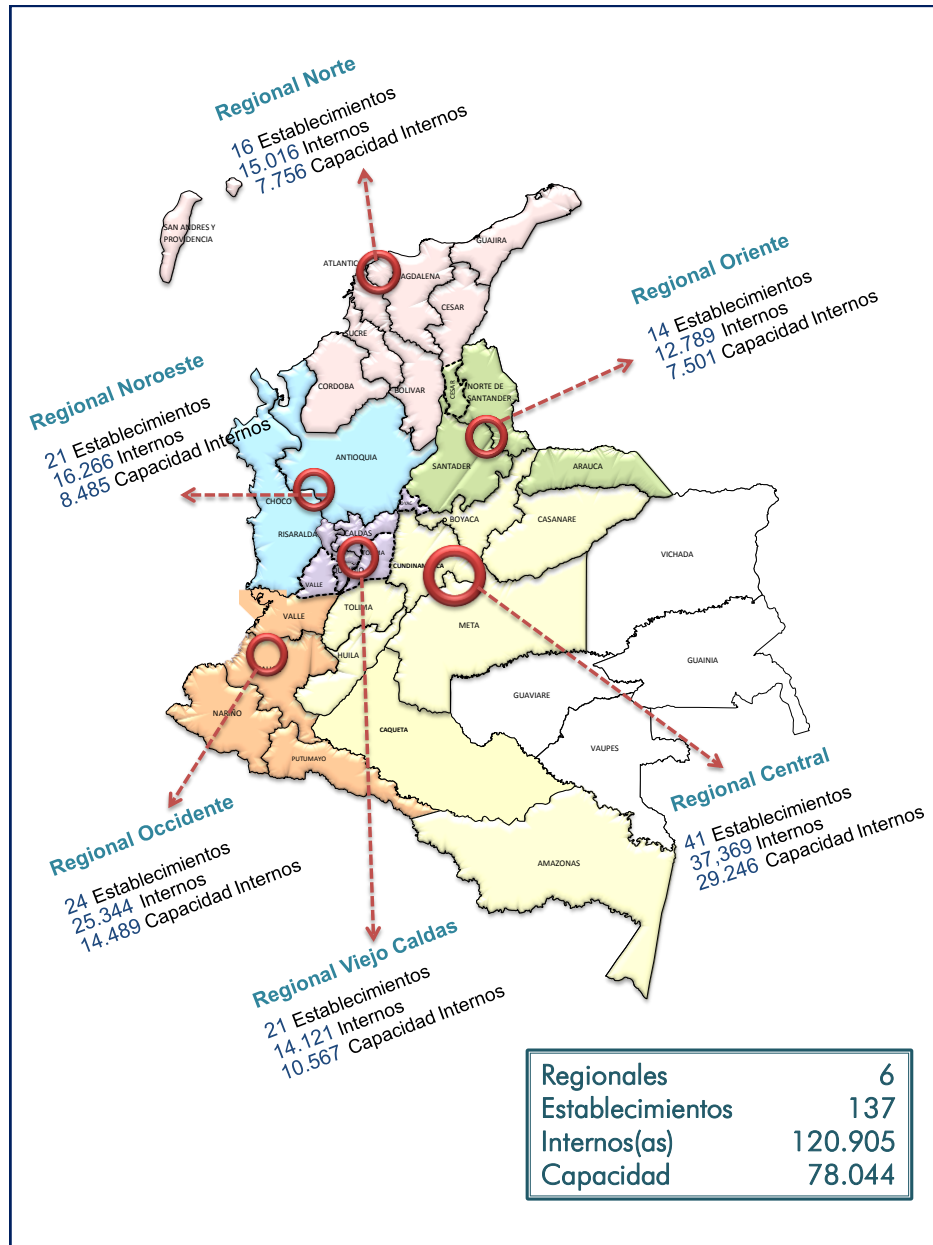 Regional Norte
16 Establecimientos
15.016 Internos
7.756 Capacidad Internos
SAN ANDRES Y
PROVIDENCIA
GUAJIRA
ATLANTIC
AGDALENA
CESAR
SUCRE
Regional Oriente
14 Establecimientos
12.789 Internos
7.501 Capacidad Internos
Regional Noroeste
21 Establecimientos
16.266 Internos
8.485 Capacidad Internos
CORDOBA
BOLIVAR
CESAR
NORTE DE
SANTANDER
ANTIOQUIA
SANTADER
ARAUCA
CHOCO
BOYACA
CASANARE
RISARALDA
CALDAS
VICHADA
CUNDINAMARCA
VALLE
TOLIMA
VALLE
META
HUILA
GUAINIA
GUAVIARE
NARIÑO
CAQUETA
VAUPES
PUTUMAYO
Regional Central
41 Establecimientos
37,369 Internos
29.246 Capacidad Internos
Regional Occidente
24 Establecimientos
25.344 Internos
14.489 Capacidad Internos
AMAZONAS
Regional Viejo Caldas
21 Establecimientos
14.121 Internos
10.567 Capacidad Internos
Regionales 6
Establecimientos 137
Internos(as) 120.905
Capacidad 78.044